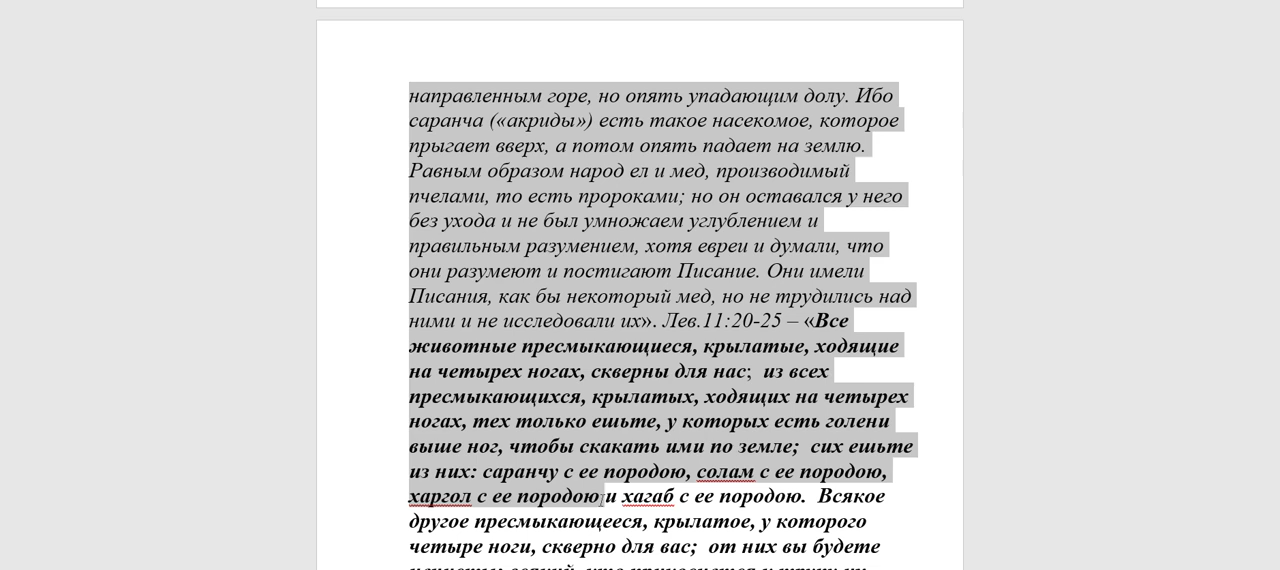 направленным горе, но опять упадающим долу. Ибо
саранча («акриды») есть такое насекомое, которое
прыгает вверх, а потом опять падает на землю.
Равным образом народ ел и мед, производимый
пчелами, то есть пророками; но он оставался у него
без ухода и не был умножаем углублением и
правильным разумением, хотя евреи и думали, что
они разумеют и постигают Писание. Они имели
Писания, как бы некоторый мед, но не трудились над
ними и не исследовали их». Лев.11:20-25 – «Все
животные пресмыкающиеся, крылатые, ходящие
на четырех ногах, скверны для нас;  из всех
пресмыкающихся, крылатых, ходящих на четырех
ногах, тех только ешьте, у которых есть голени
выше ног, чтобы скакать ими по земле;  сих ешьте
из них: саранчу с ее породою, солам с ее породою,
харгол с ее породою и хагаб с ее породою.  Всякое
другое пресмыкающееся, крылатое, у которого
четыре ноги, скверно для вас;  от них вы будете